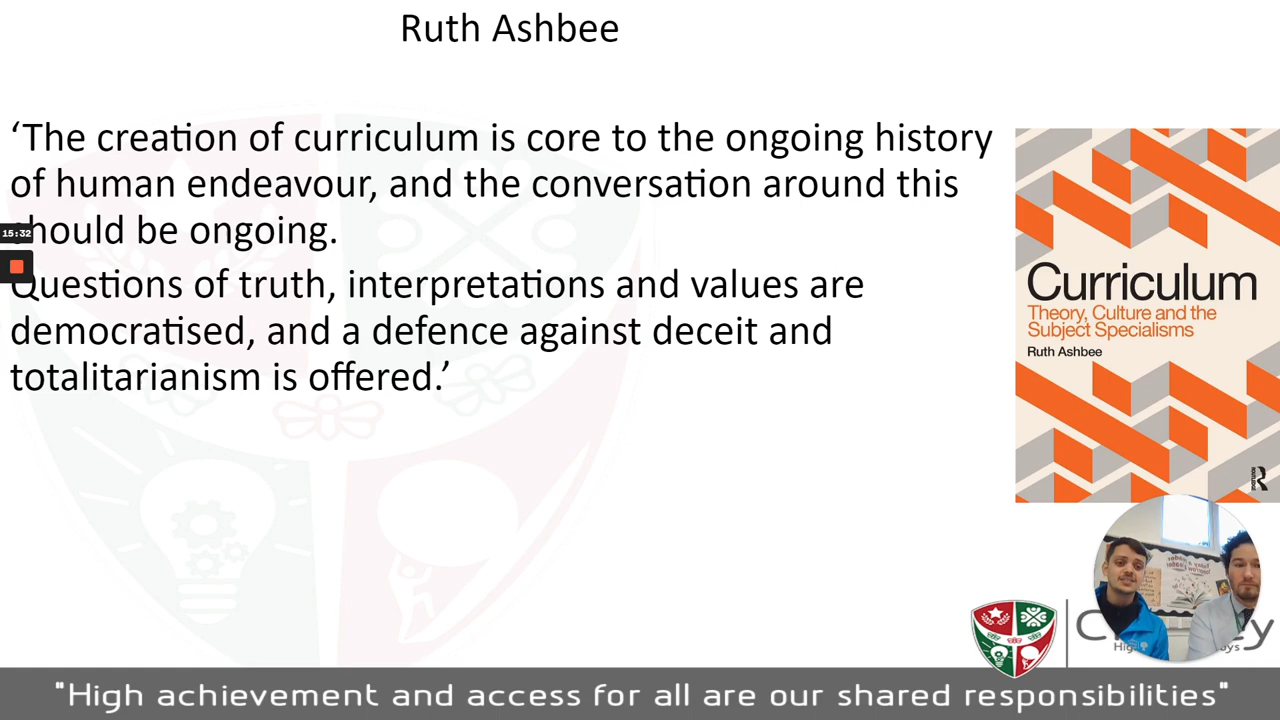 Ruth Ashbee
‘The creation of curriculum is core to the ongoing history
of human endeavour, and the conversation around this
should be ongoing.
15:32
Questions of truth, interpretations and values are
democratised, and a defence against deceit and
totalitarianism is offered.’
Curriculum
Theory, Culture and the
Subject Specialisms
Ruth Ashbee
ROUTLEDGE
"High achievement and access for all are our shared responsibilities"